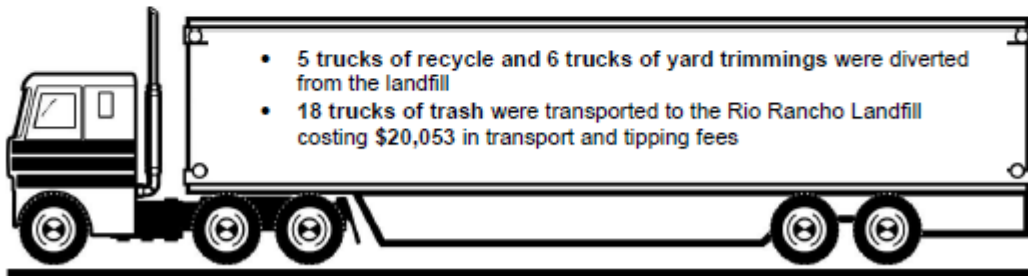 • 5 trucks of recycle and 6 trucks of yard trimmings were diverted
from the landfill
• 18 trucks of trash were transported to the Rio Rancho Landfill
costing $20,053 in transport and tipping fees